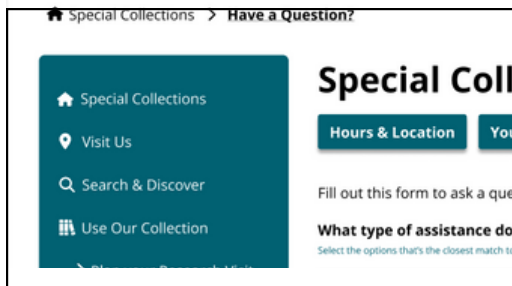 Special Collections > Have a Question?
Special Collections
Visit Us
Search & Discover
Use Our Collection
Special Coll
Hours & Location
You
Fill out this form to ask a que
What type of assistance do
Select the options that's the closest match to